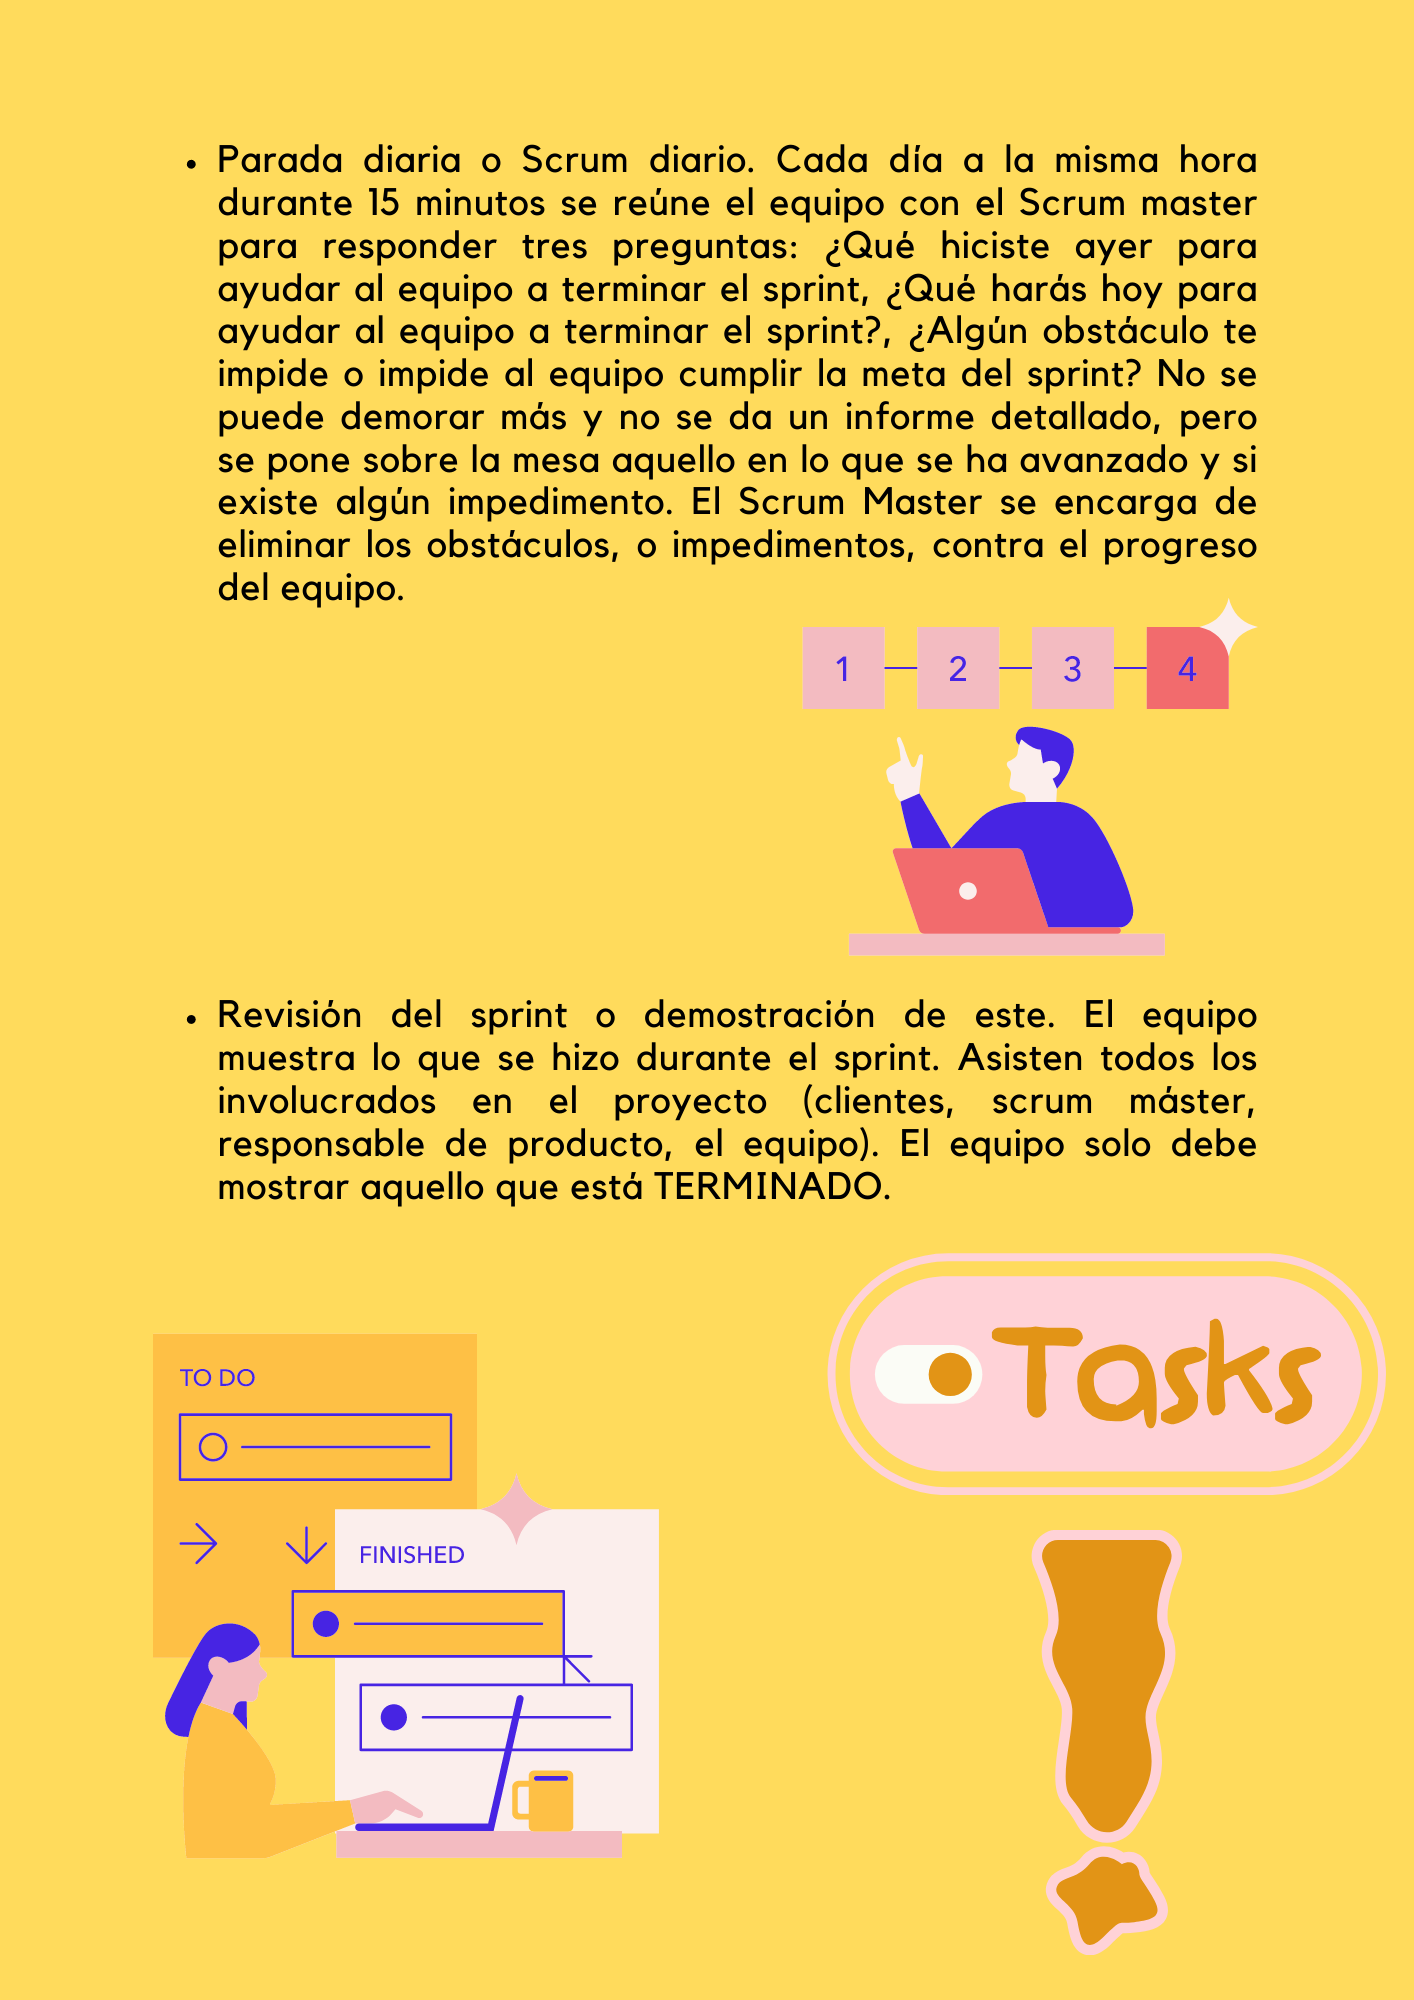 • Parada diaria o Scrum diario. Cada día a la misma hora
durante 15 minutos se reúne el equipo con el Scrum master
para responder tres preguntas: ¿Qué hiciste ayer para
ayudar al equipo a terminar el sprint, ¿Qué harás hoy para
ayudar al equipo a terminar el sprint?, ¿Algún obstáculo te
impide o impide al equipo cumplir la meta del sprint? No se
puede demorar más y no se da un informe detallado, pero
se pone sobre la mesa aquello en lo que se ha avanzado y si
existe algún impedimento. El Scrum Master se encarga de
eliminar los obstáculos, o impedimentos, contra el progreso
del equipo.
1 2 3 4
• Revisión del sprint o demostración de este. El equipo
muestra lo que se hizo durante el sprint. Asisten todos los
involucrados en el proyecto (clientes, scrum máster,
responsable de producto, el equipo). El equipo solo debe
mostrar aquello que está TERMINADO.
Tasks
TO DO
FINISHED
!